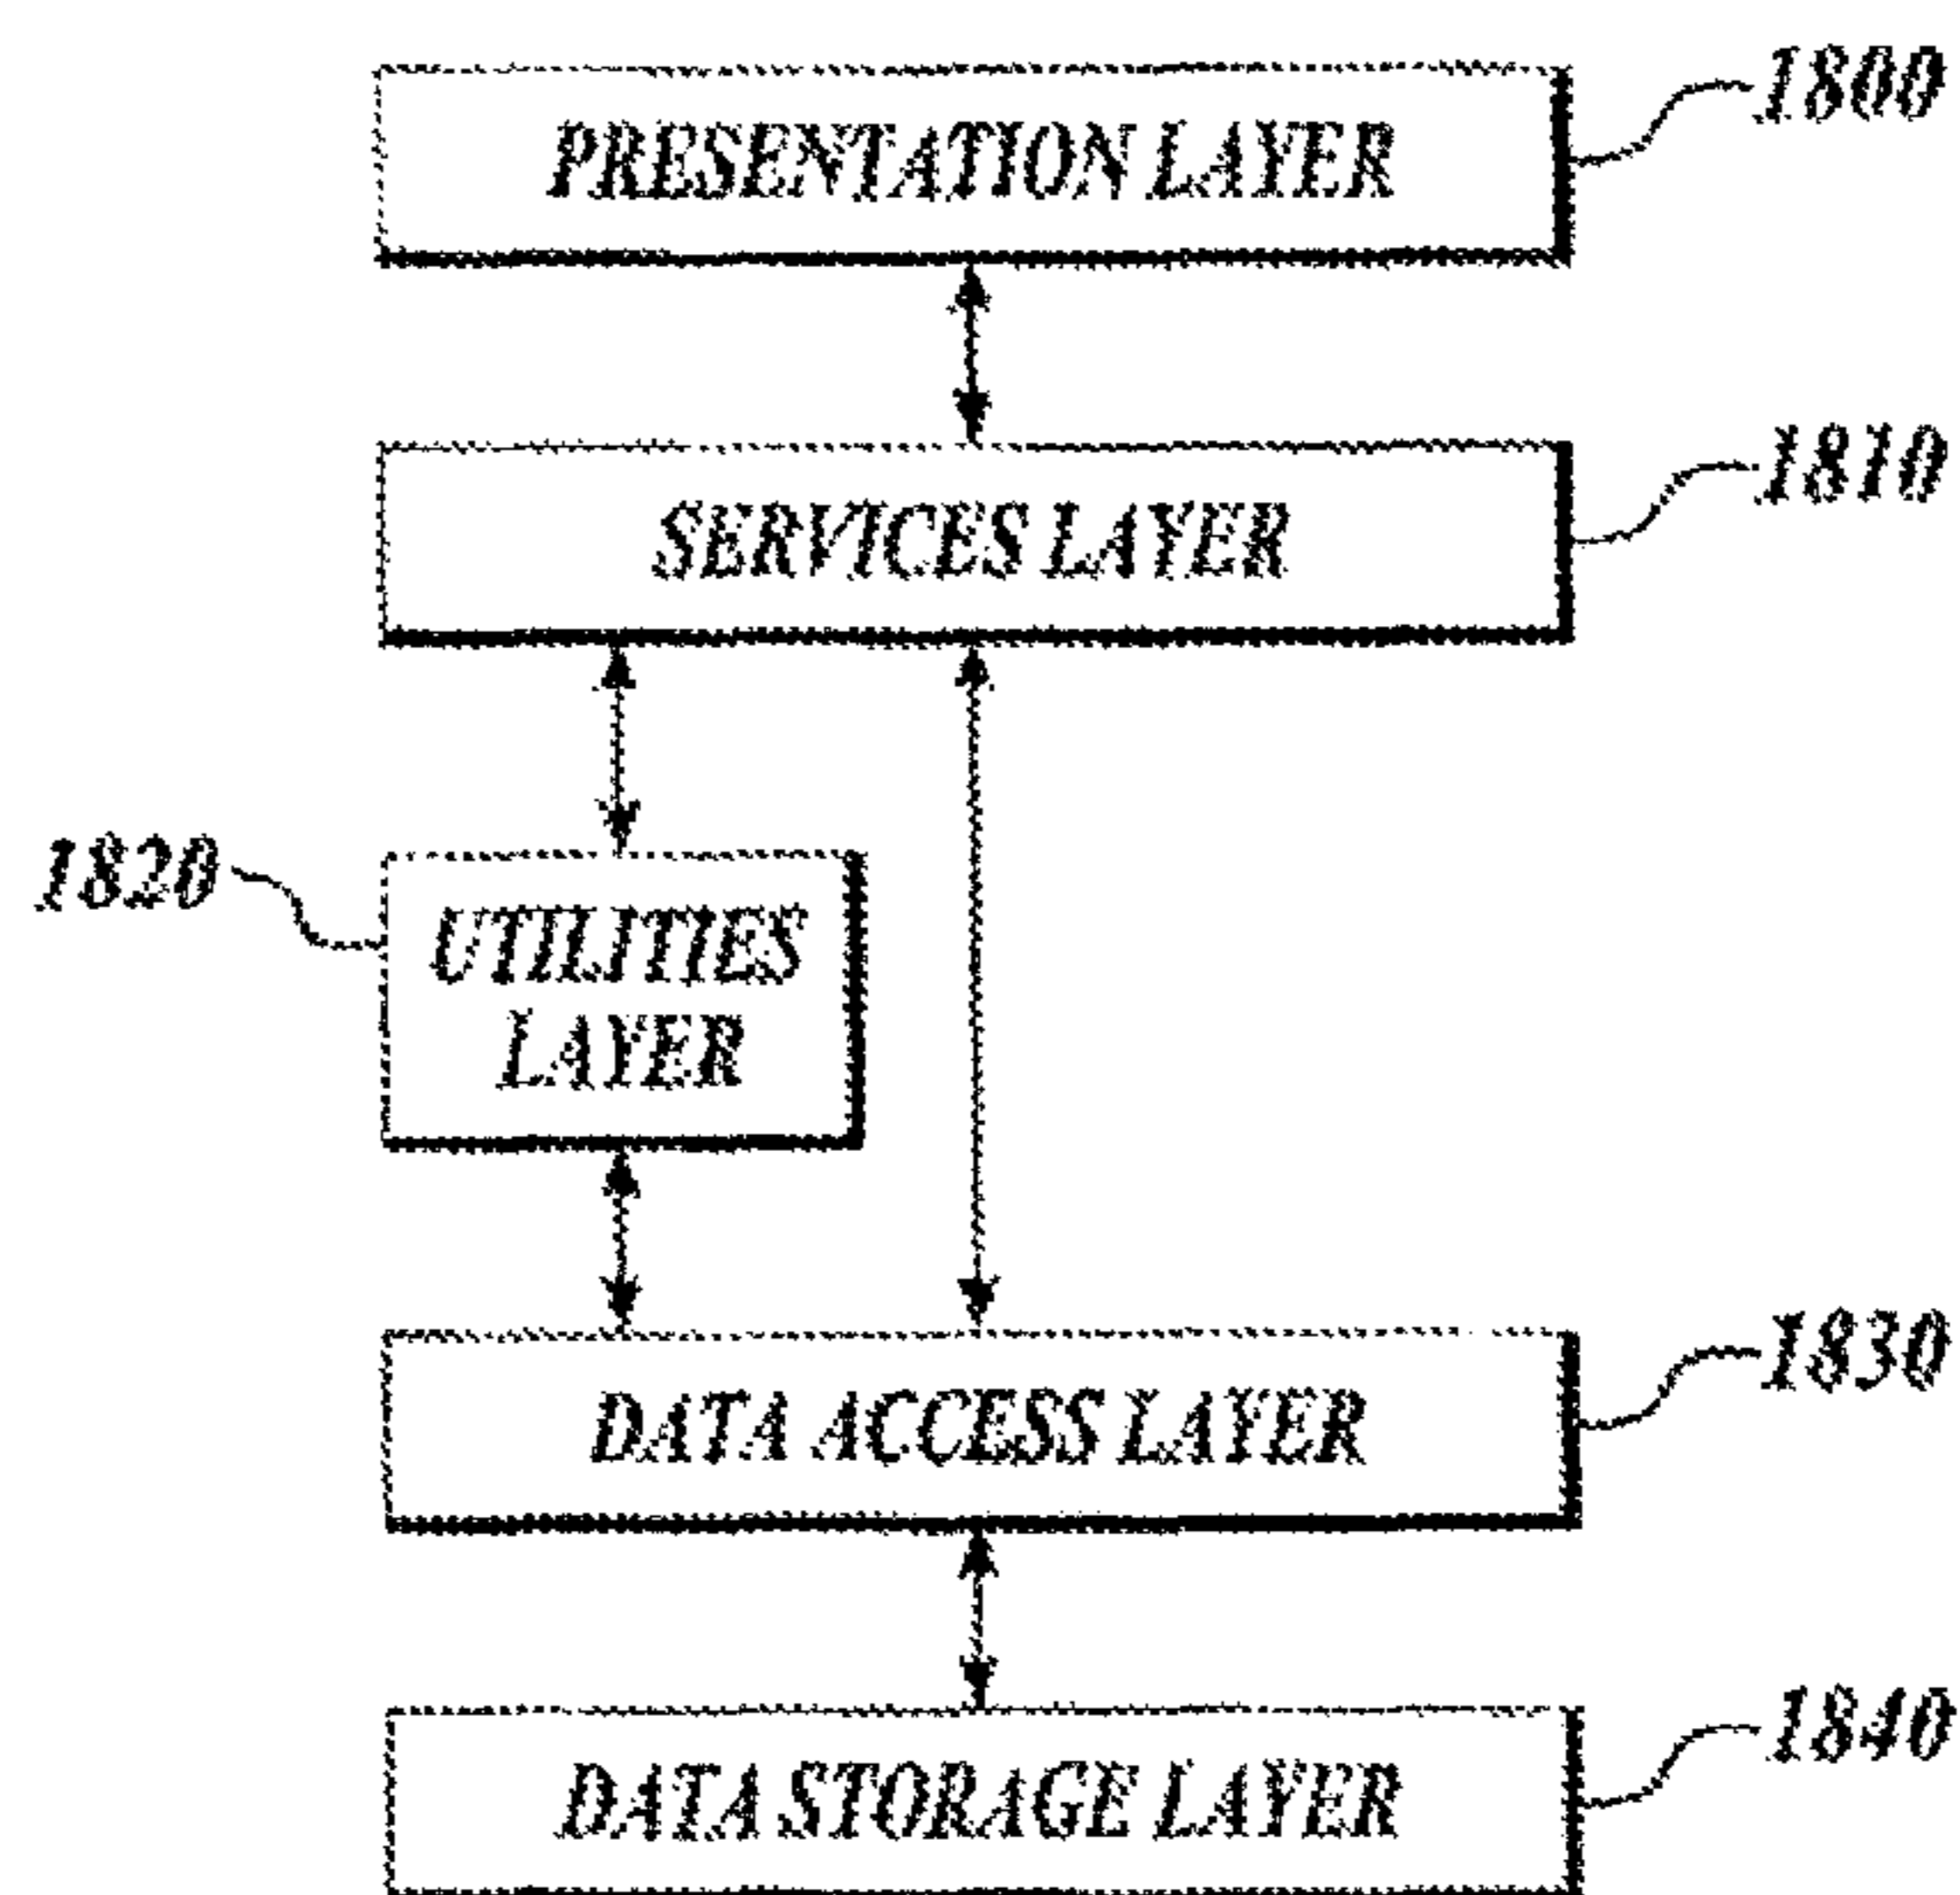 PRESENTATION LAYER
1800
SERVICES LAYER
1810
1820
UTILITIES
LAYER
DATA ACCESS LAYER
1830
DATA STORAGE LAYER
1840